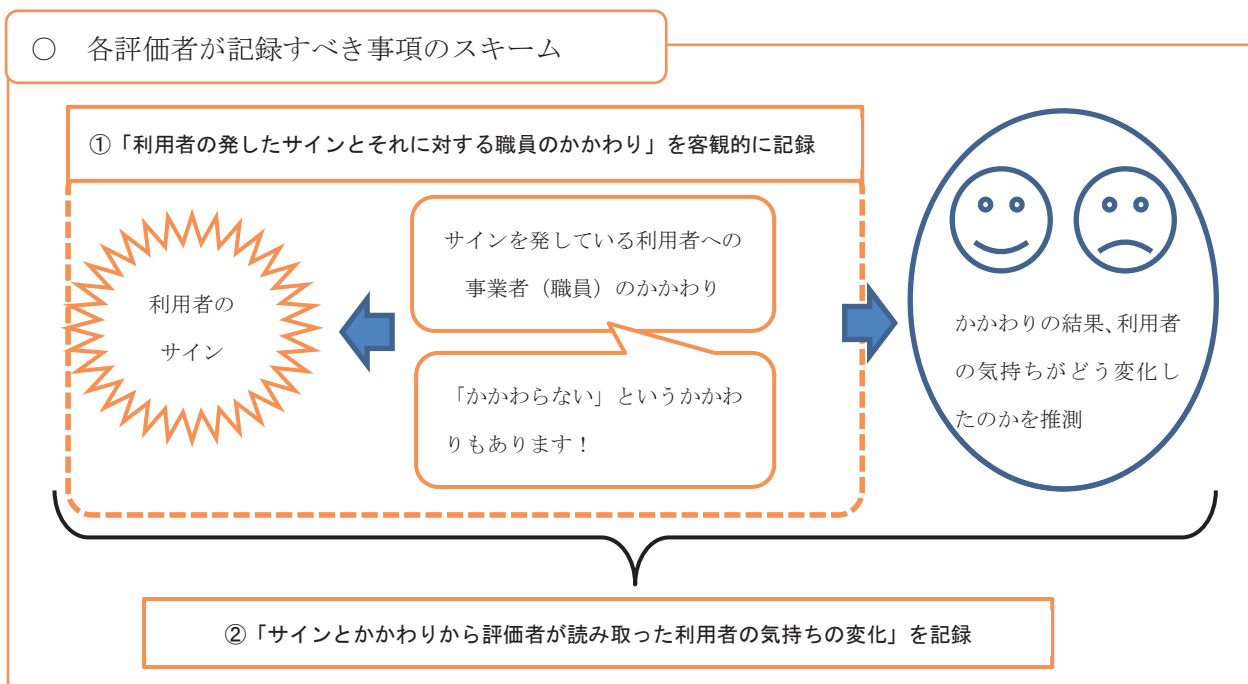 ○　各評価者が記録すべき事項のスキーム
①「利用者の発したサインとそれに対する職員のかかわり」を客観的に記録
利用者の
サイン
サインを発している利用者への
事業者（職員）のかかわり
「かかわらない」というかかわ
りもあります！
かかわりの結果、利用者
の気持ちがどう変化し
たのかを推測
②「サインとかかわりから評価者が読み取った利用者の気持ちの変化」を記録